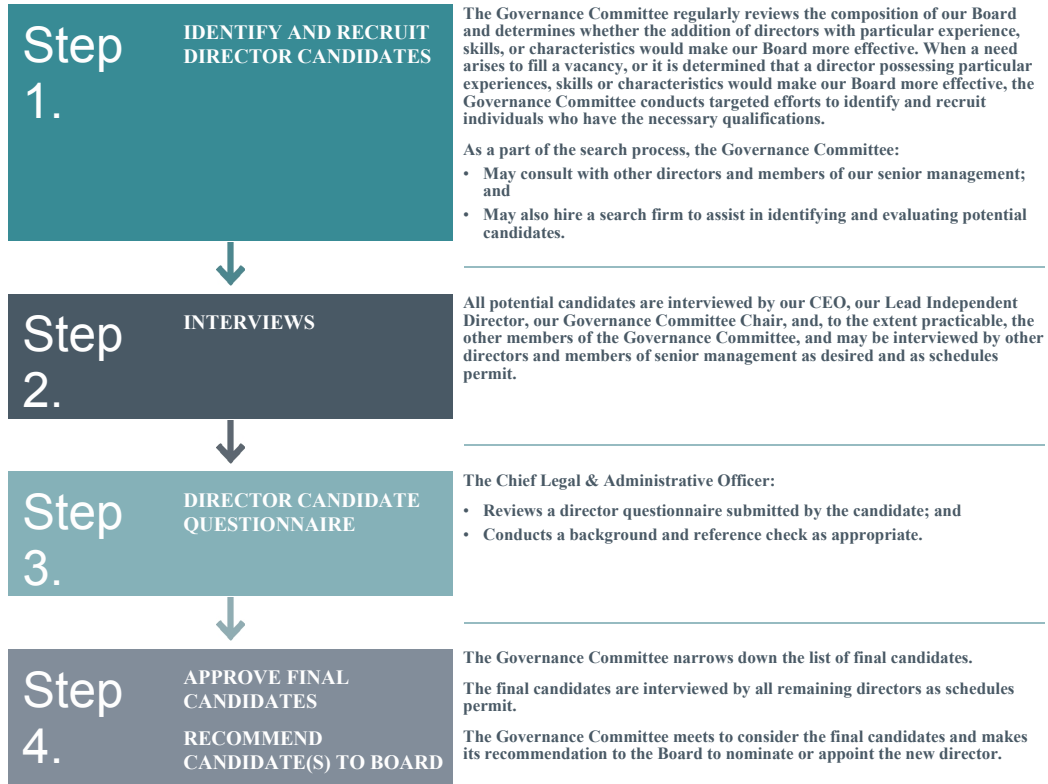 Step
1.
IDENTIFY AND RECRUIT
DIRECTOR CANDIDATES
The Governance Committee regularly reviews the composition of our Board
and determines whether the addition of directors with particular experience,
skills, or characteristics would make our Board more effective. When a need
arises to fill a vacancy, or it is determined that a director possessing particular
experiences, skills or characteristics would make our Board more effective, the
Governance Committee conducts targeted efforts to identify and recruit
individuals who have the necessary qualifications.
As a part of the search process, the Governance Committee:
• May consult with other directors and members of our senior management;
and
• May also hire a search firm to assist in identifying and evaluating potential
candidates.
Step
2.
INTERVIEWS
All potential candidates are interviewed by our CEO, our Lead Independent
Director, our Governance Committee Chair, and, to the extent practicable, the
other members of the Governance Committee, and may be interviewed by other
directors and members of senior management as desired and as schedules
permit.
Step
3.
DIRECTOR CANDIDATE
QUESTIONNAIRE
The Chief Legal & Administrative Officer:
• Reviews a director questionnaire submitted by the candidate; and
• Conducts a background and reference check as appropriate.
Step
4.
APPROVE FINAL
CANDIDATES
RECOMMEND
CANDIDATE(S) TO BOARD
The Governance Committee narrows down the list of final candidates.
The final candidates are interviewed by all remaining directors as schedules
permit.
The Governance Committee meets to consider the final candidates and makes
its recommendation to the Board to nominate or appoint the new director.